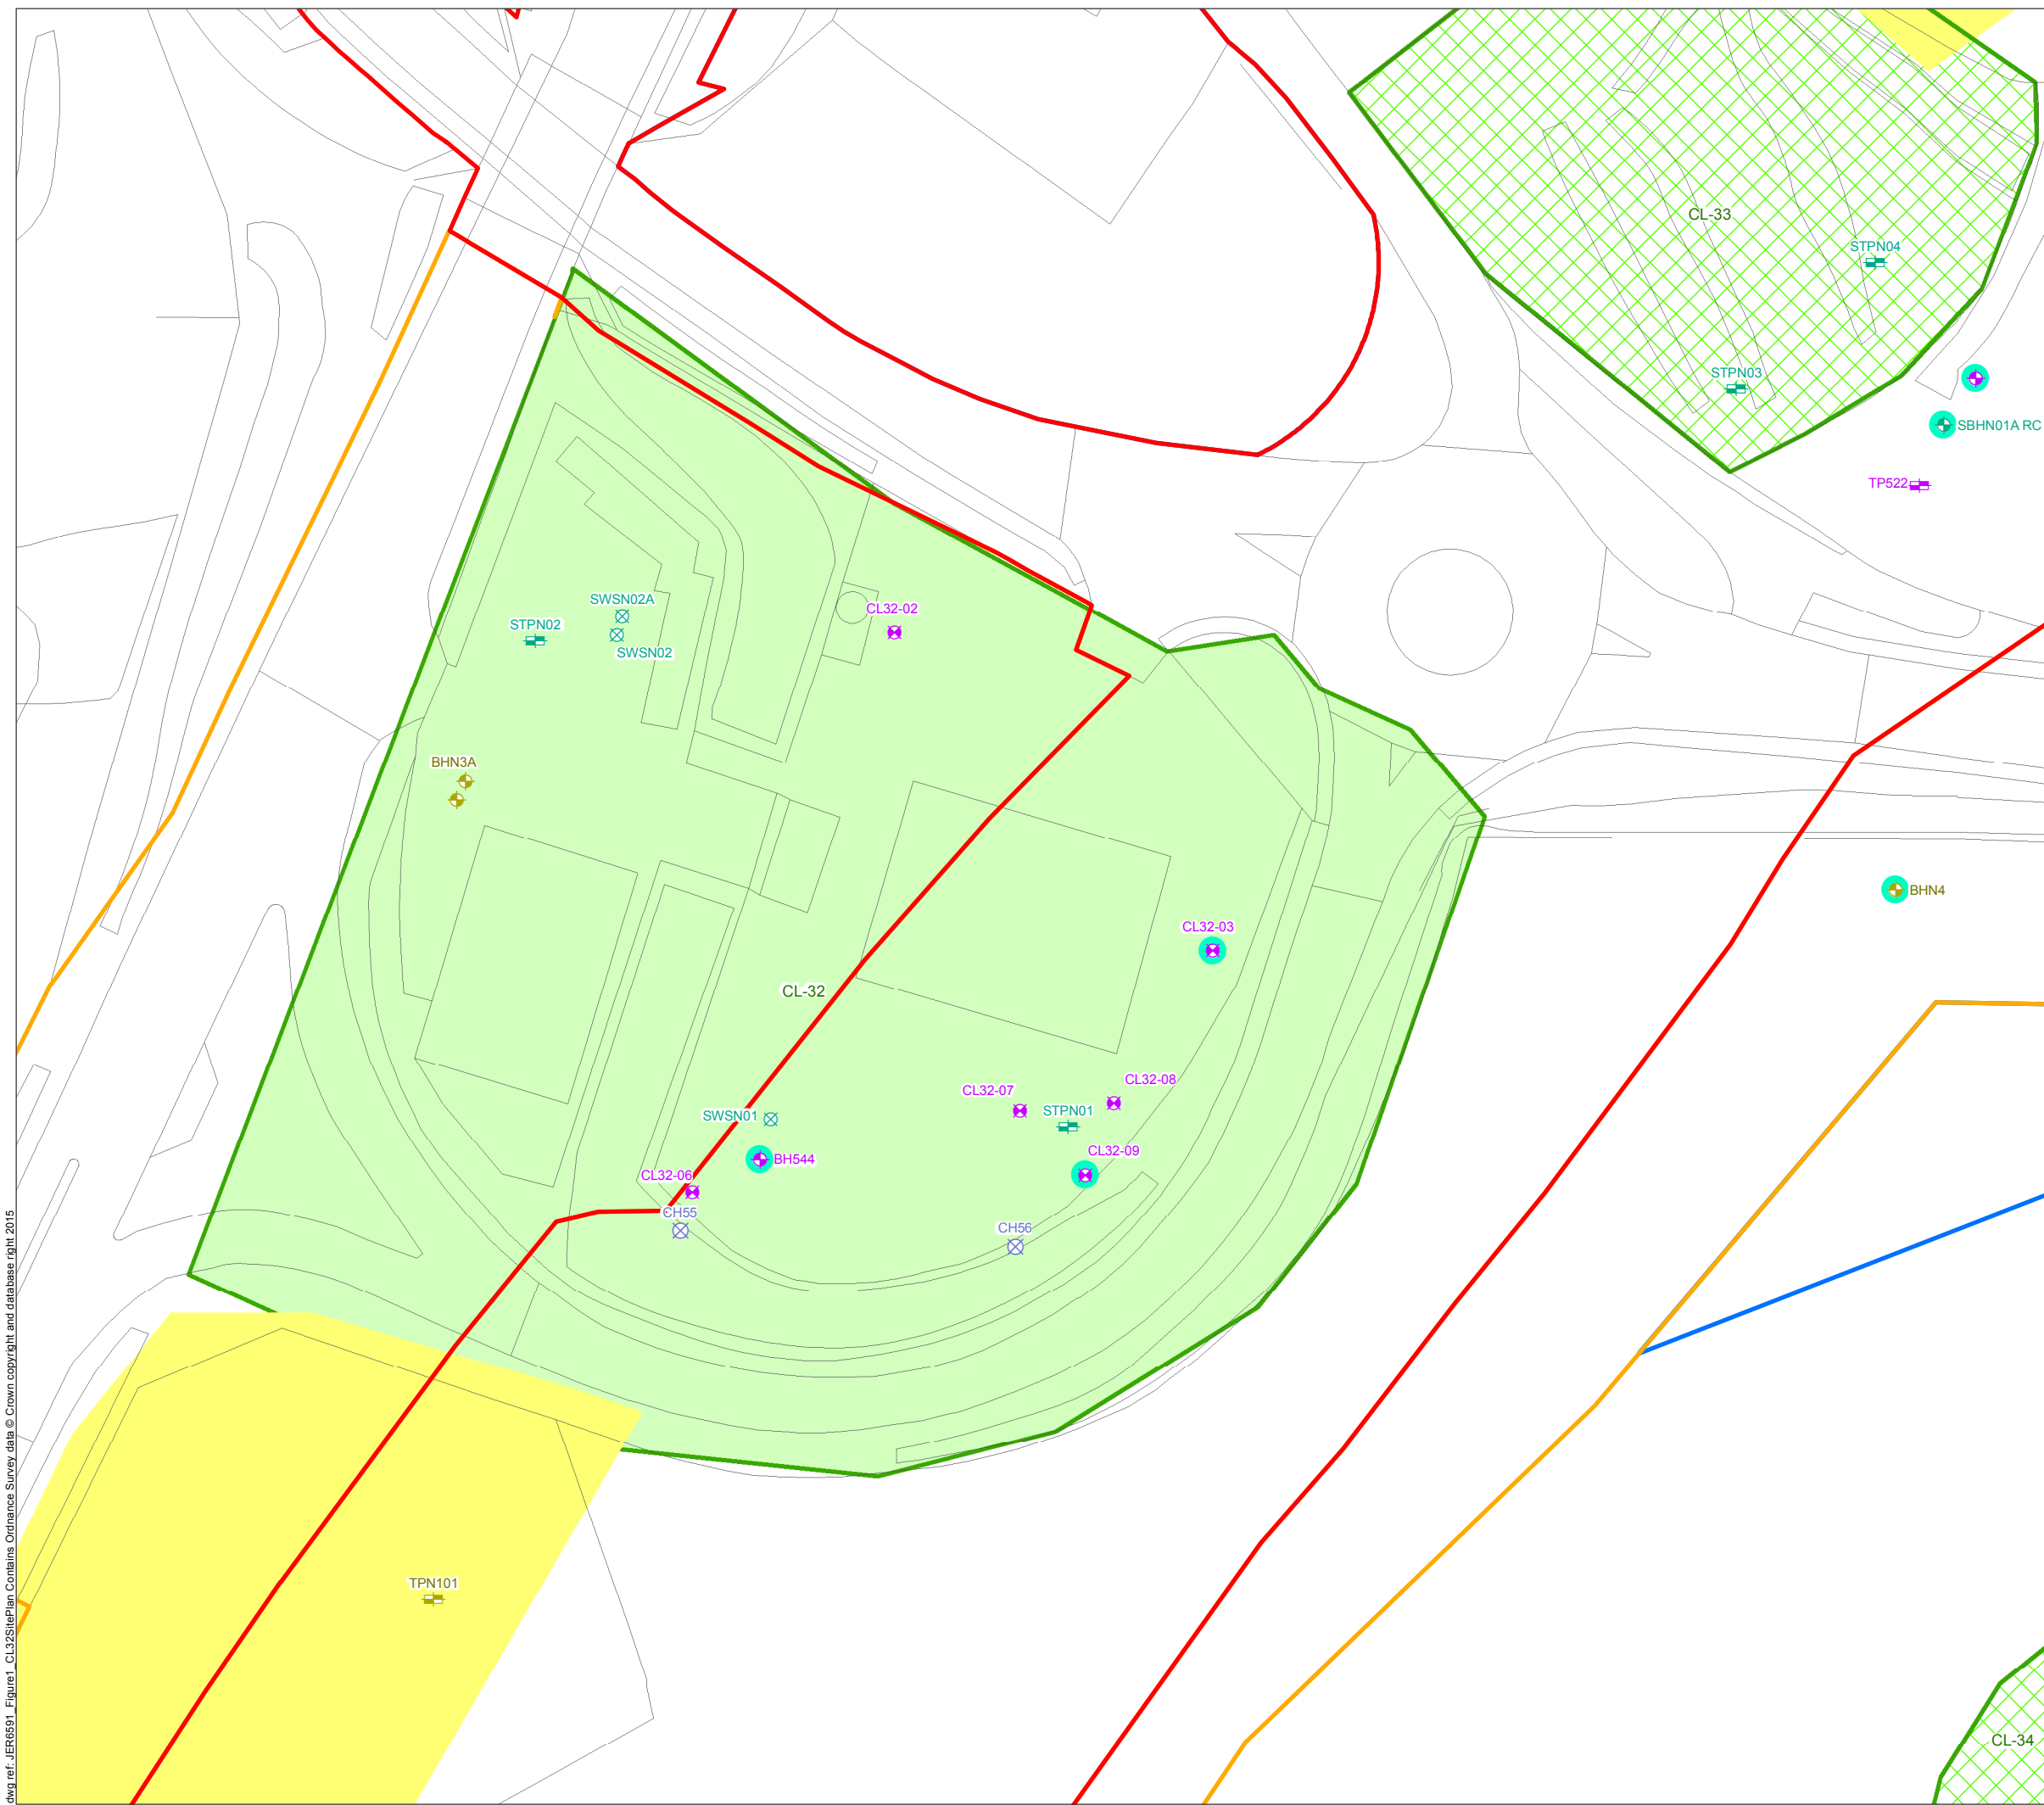 CL-33
STPN04
STPN03
SBHN01A RC
TP522
SWSN02A
CL32-02
STPN02
SWSN02
BHN3A
BHN4
CL32-03
CL-32
CL32-08
CL32-07
STPN01
SWSN01
CL32-09
BH544
CL32-06
CH55
CH56
TPN101
CL-34
dwg ref: JER6591_Figure1_CL32SitePlan Contains Ordnance Survey data © Crown copyright and database right 2015